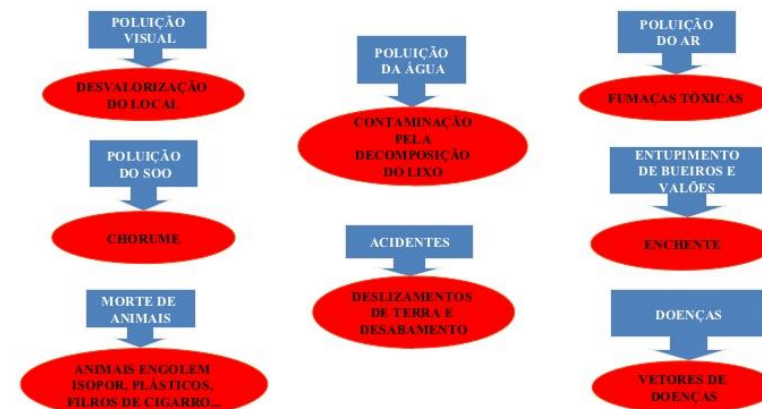 POLUIÇÃO
VISUAL
DESVALORIZAÇÃO
DO LOCAL
POLUIÇÃO
DA ÁGUA
CONTAMINAÇÃO
PELA
DECOMPOSIÇÃO
DO LIXO
POLUIÇÃO
DO AR
FUMAÇAS TÓXICAS
POLUIÇÃO
DO SOO
CHORUME
ACIDENTES
DESLIZAMENTOS
DE TERRA E
DESABAMENTO
ENTUPIMENTO
DE BUEIROS E
VALÕES
ENCHENTE
MORTE DE
ANIMAIS
ANIMAIS ENGOLEM
ISOPOR, PLÁSTICOS,
FILROS DE CIGARRO...
DOENÇAS
VETORES DE
DOENÇAS